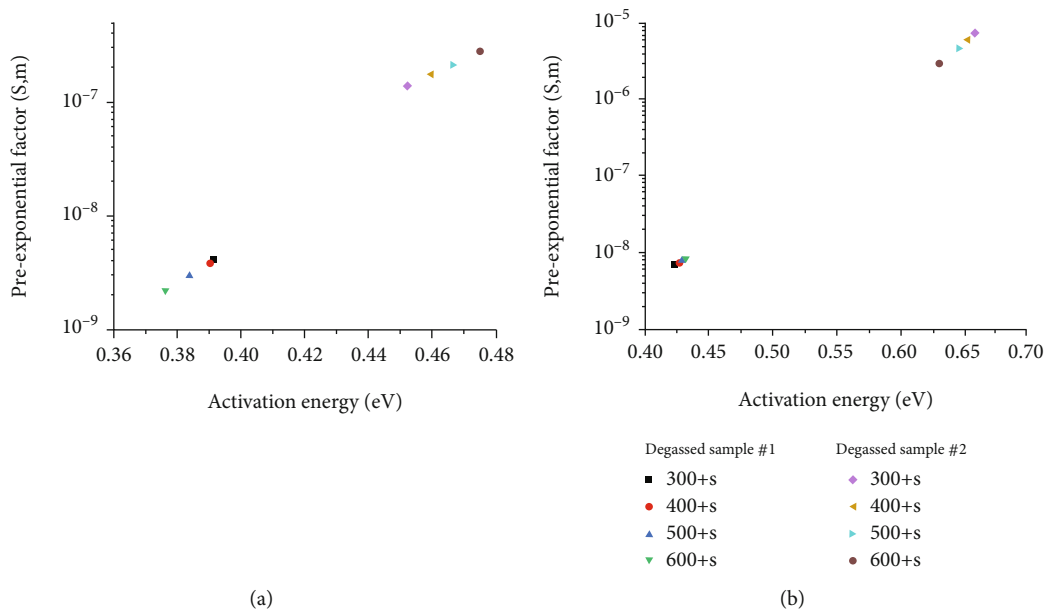 Pre-exponential factor (S,m)
10⁻⁷
10⁻⁸
10⁻⁹
0.36 0.38 0.40 0.42 0.44 0.46 0.48
Activation energy (eV)
(a)
Pre-exponential factor (S,m)
10⁻⁵
10⁻⁶
10⁻⁷
10⁻⁸
10⁻⁹
0.40 0.45 0.50 0.55 0.60 0.65 0.70
Activation energy (eV)
Degassed sample #1
300+s
400+s
500+s
600+s
Degassed sample #2
300+s
400+s
500+s
600+s
(b)